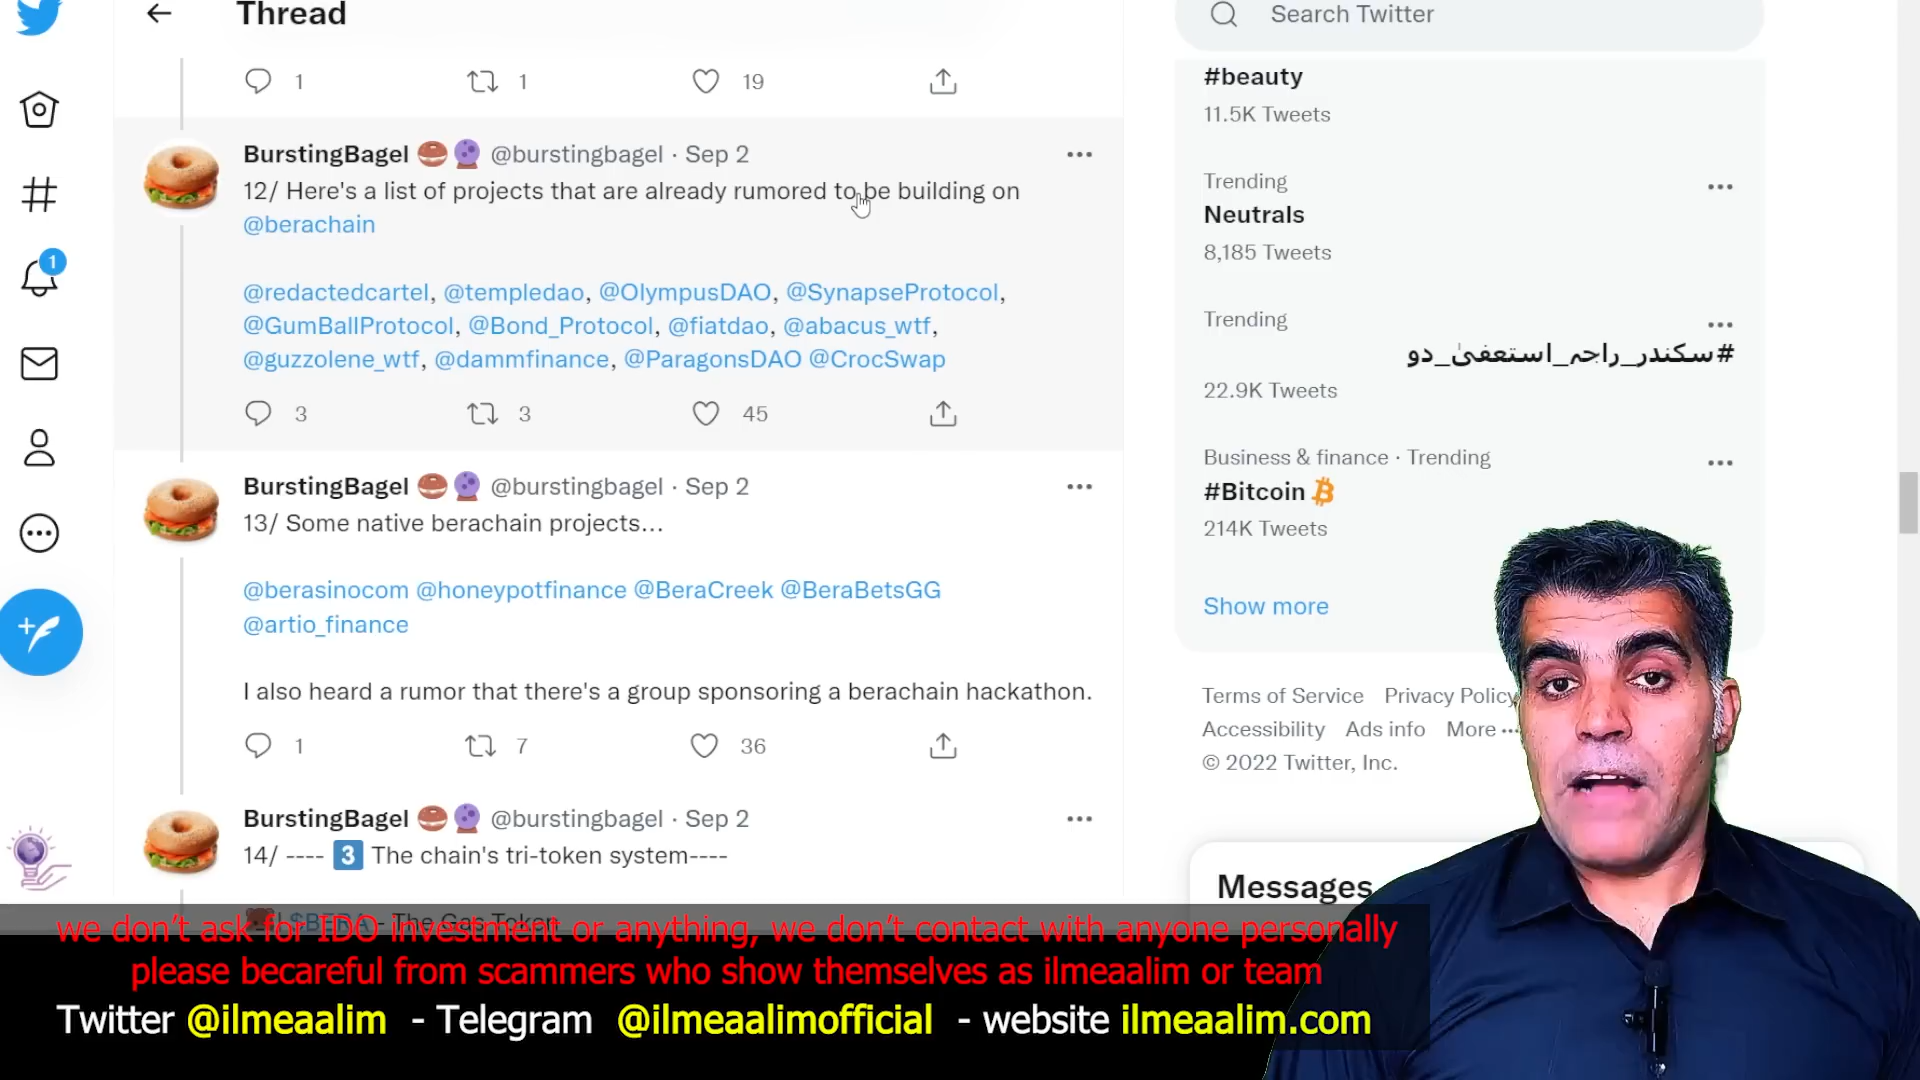 Thread
Search Twitter
1 1 19
#beauty
11.5K Tweets
BurstingBagel @burstingbagel · Sep 2
12/ Here's a list of projects that are already rumored to be building on
@berachain
@redactedcartel, @templedao, @OlympusDAO, @SynapseProtocol,
@GumBallProtocol, @Bond_Protocol, @fiatdao, @abacus_wtf,
@guzzolene_wtf, @dammfinance, @ParagonsDAO @CrocSwap
3 3 45
Trending
Neutrals
8,185 Tweets
Trending
#سکندر_راجہ_استعفیٰ_دو
22.9K Tweets
Business & finance · Trending
#Bitcoin
214K Tweets
Show more
1
BurstingBagel @burstingbagel · Sep 2
13/ Some native berachain projects...
@berasinocom @honeypotfinance @BeraCreek @BeraBetsGG
@artio_finance
I also heard a rumor that there's a group sponsoring a berachain hackathon.
1 7 36
Terms of Service Privacy Policy
Accessibility Ads info More ···
© 2022 Twitter, Inc.
BurstingBagel @burstingbagel · Sep 2
14/ ---- 3 The chain's tri-token system----
$BERA - The Gas Token
Messages
we don't ask for IDO investment or anything, we don't contact with anyone personally
please becareful from scammers who show themselves as ilmeaalim or team
Twitter @ilmeaalim - Telegram @ilmeaalimofficial - website ilmeaalim.com